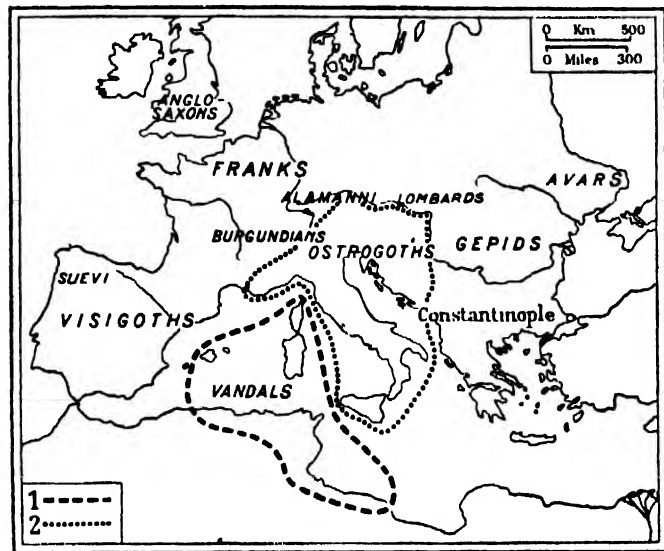 0 Km 500
0 Miles 300
ANGLO-
SAXONS
FRANKS
AVARS
ALAMANNI
LOMBARDS
BURGUNDIANS
OSTROGOTHS
GEPIDS
SUEVI
VISIGOTHS
Constantinople
VANDALS
1
2